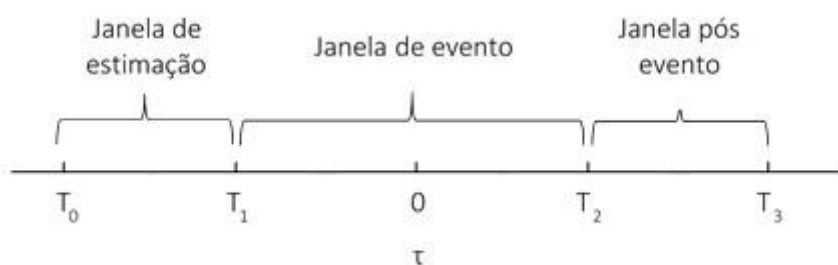 Janela de
estimação
Janela de evento
Janela pós
evento
T₀ T₁ 0 T₂ T₃
τ